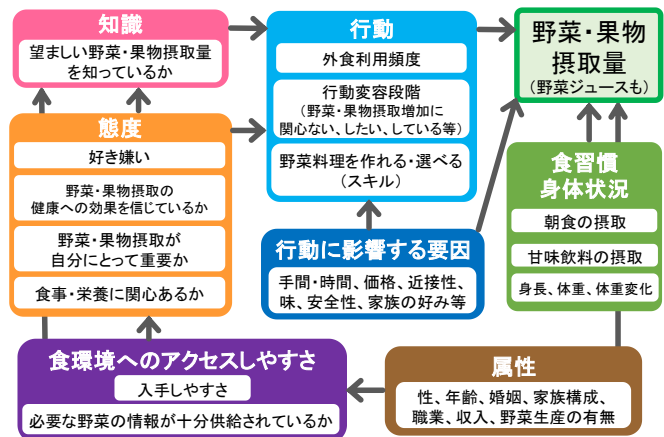 知識
望ましい野菜・果物摂取量
を知っているか
行動
外食利用頻度
行動変容段階
（野菜・果物摂取増加に
関心ない、したい、している等）
野菜料理を作れる・選べる
（スキル）
野菜・果物
摂取量
（野菜ジュースも）
態度
好き嫌い
野菜・果物摂取の
健康への効果を信じているか
野菜・果物摂取が
自分にとって重要か
食事・栄養に関心あるか
行動に影響する要因
手間・時間、価格、近接性、
味、安全性、家族の好み等
食習慣
身体状況
朝食の摂取
甘味飲料の摂取
身長、体重、体重変化
食環境へのアクセスしやすさ
入手しやすさ
必要な野菜の情報が十分供給されているか
属性
性、年齢、婚姻、家族構成、
職業、収入、野菜生産の有無